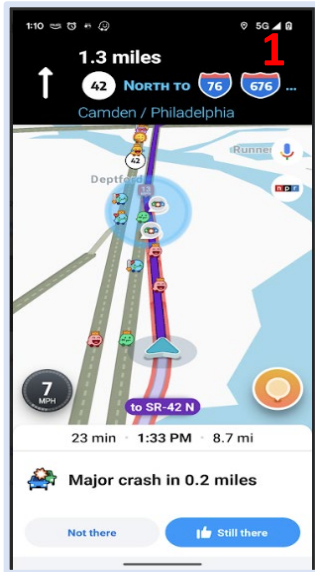 1:10
5G
1
1.3 miles
42 NORTH TO 76 676 ...
Camden / Philadelphia
42
Runne
Deptford
13
npr
7
MPH
to SR-42 N
23 min · 1:33 PM · 8.7 mi
Major crash in 0.2 miles
Not there
Still there